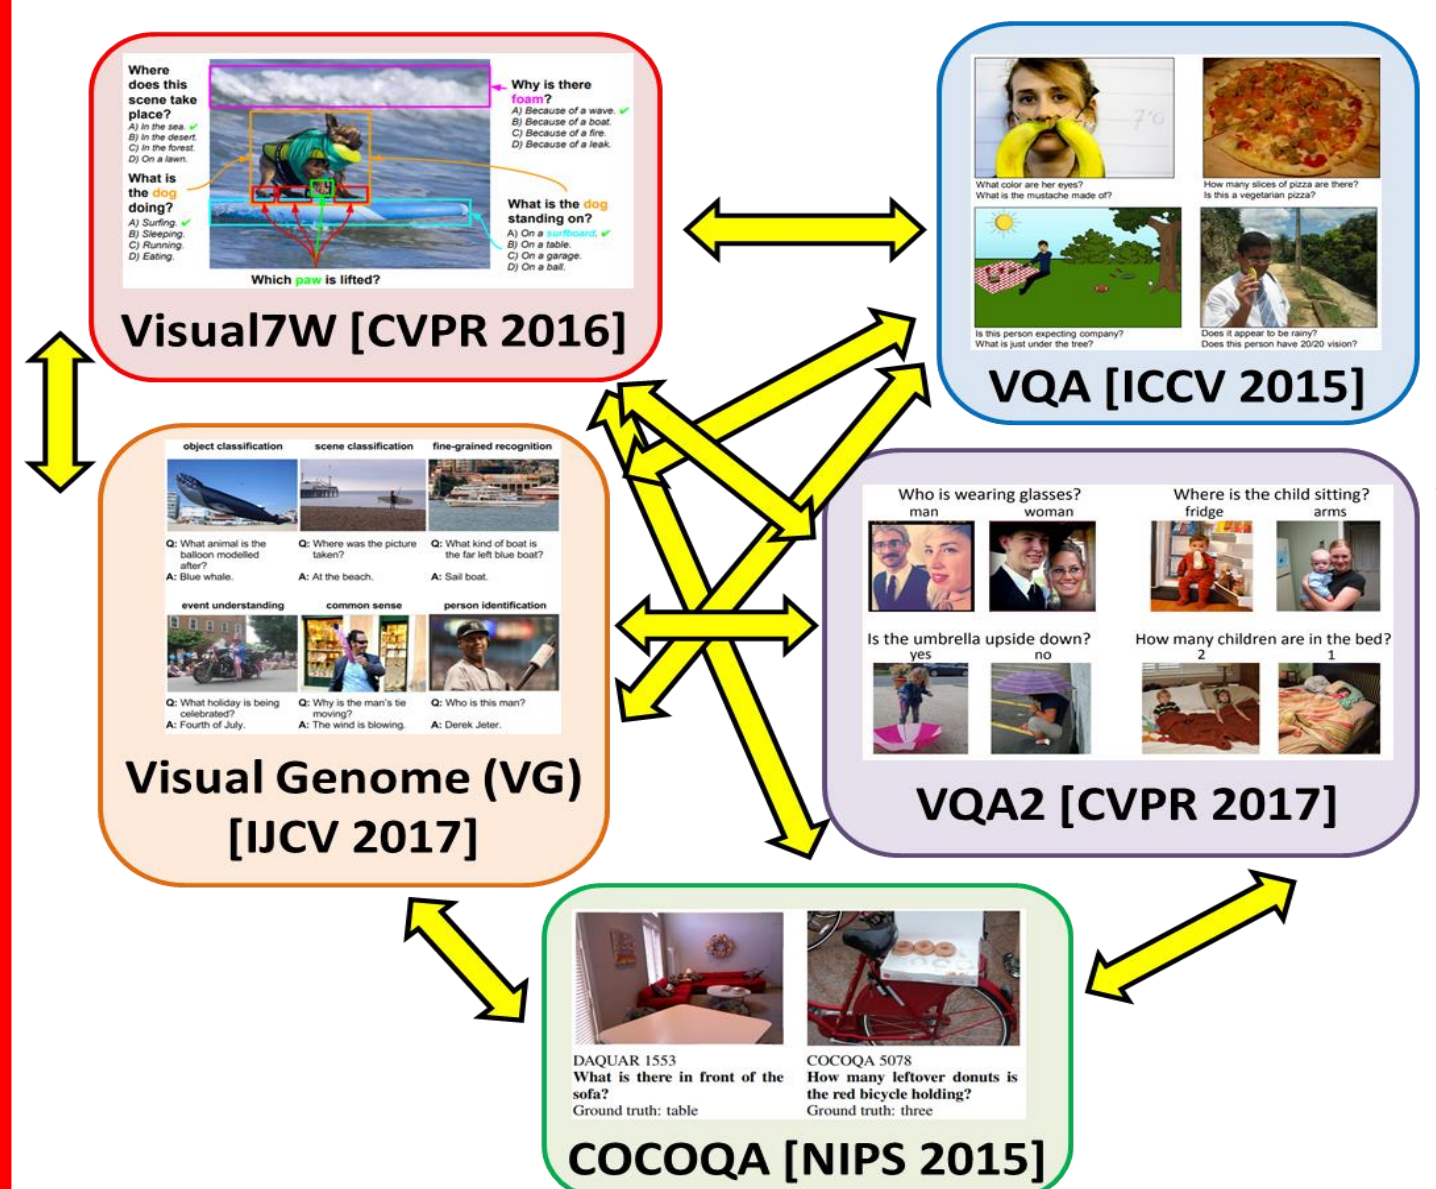 Where
does this
scene take
place?
A) In the sea. ✔
B) In the desert.
C) In the forest.
D) On a lawn.
What is
the dog
doing?
A) Surfing. ✔
B) Sleeping.
C) Running.
D) Eating.
Why is there
foam?
A) Because of a wave. ✔
B) Because of a boat.
C) Because of a fire.
D) Because of a leak.
What is the dog
standing on?
A) On a surfboard. ✔
B) On a table.
C) On a garage.
D) On a ball.
Which paw is lifted?
Visual7W [CVPR 2016]
What color are her eyes?
What is the mustache made of?
How many slices of pizza are there?
Is this a vegetarian pizza?
Is this person expecting company?
What is just under the tree?
Does it appear to be rainy?
Does this person have 20/20 vision?
VQA [ICCV 2015]
object classification
scene classification
fine-grained recognition
Q: What animal is the
balloon modelled
after?
A: Blue whale.
Q: Where was the picture
taken?
A: At the beach.
Q: What kind of boat is
the far left blue boat?
A: Sail boat.
event understanding
common sense
person identification
Q: What holiday is being
celebrated?
A: Fourth of July.
Q: Why is the man's tie
moving?
A: The wind is blowing.
Q: Who is this man?
A: Derek Jeter.
Visual Genome (VG)
[IJCV 2017]
Who is wearing glasses?
man woman
Where is the child sitting?
fridge arms
Is the umbrella upside down?
yes no
How many children are in the bed?
2 1
VQA2 [CVPR 2017]
DAQUAR 1553
What is there in front of the
sofa?
Ground truth: table
COCOQA 5078
How many leftover donuts is
the red bicycle holding?
Ground truth: three
COCOQA [NIPS 2015]